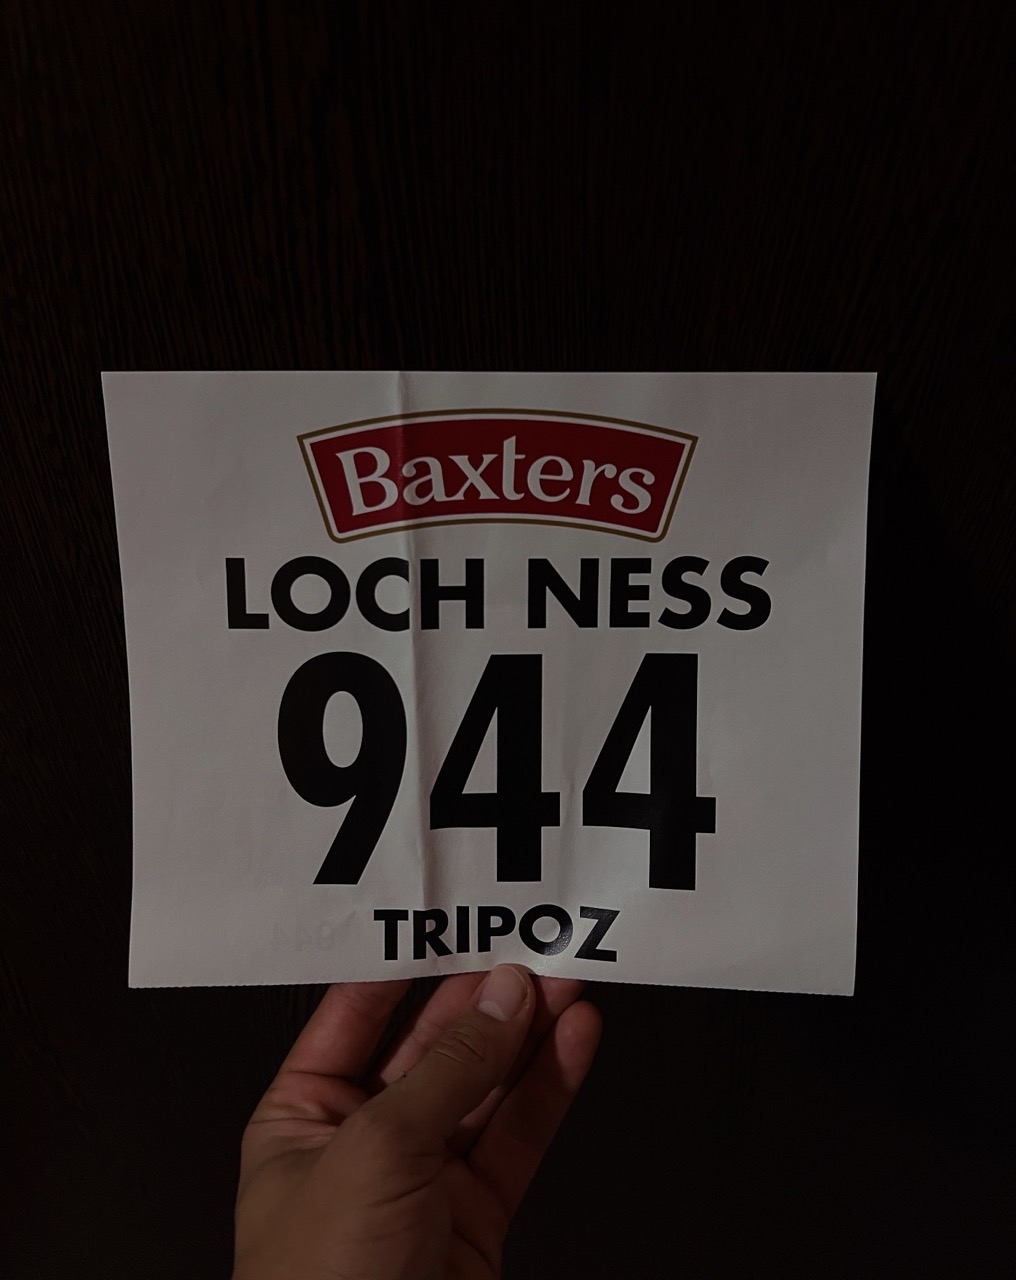 Baxters
LOCH NESS
944
TRIPOZ